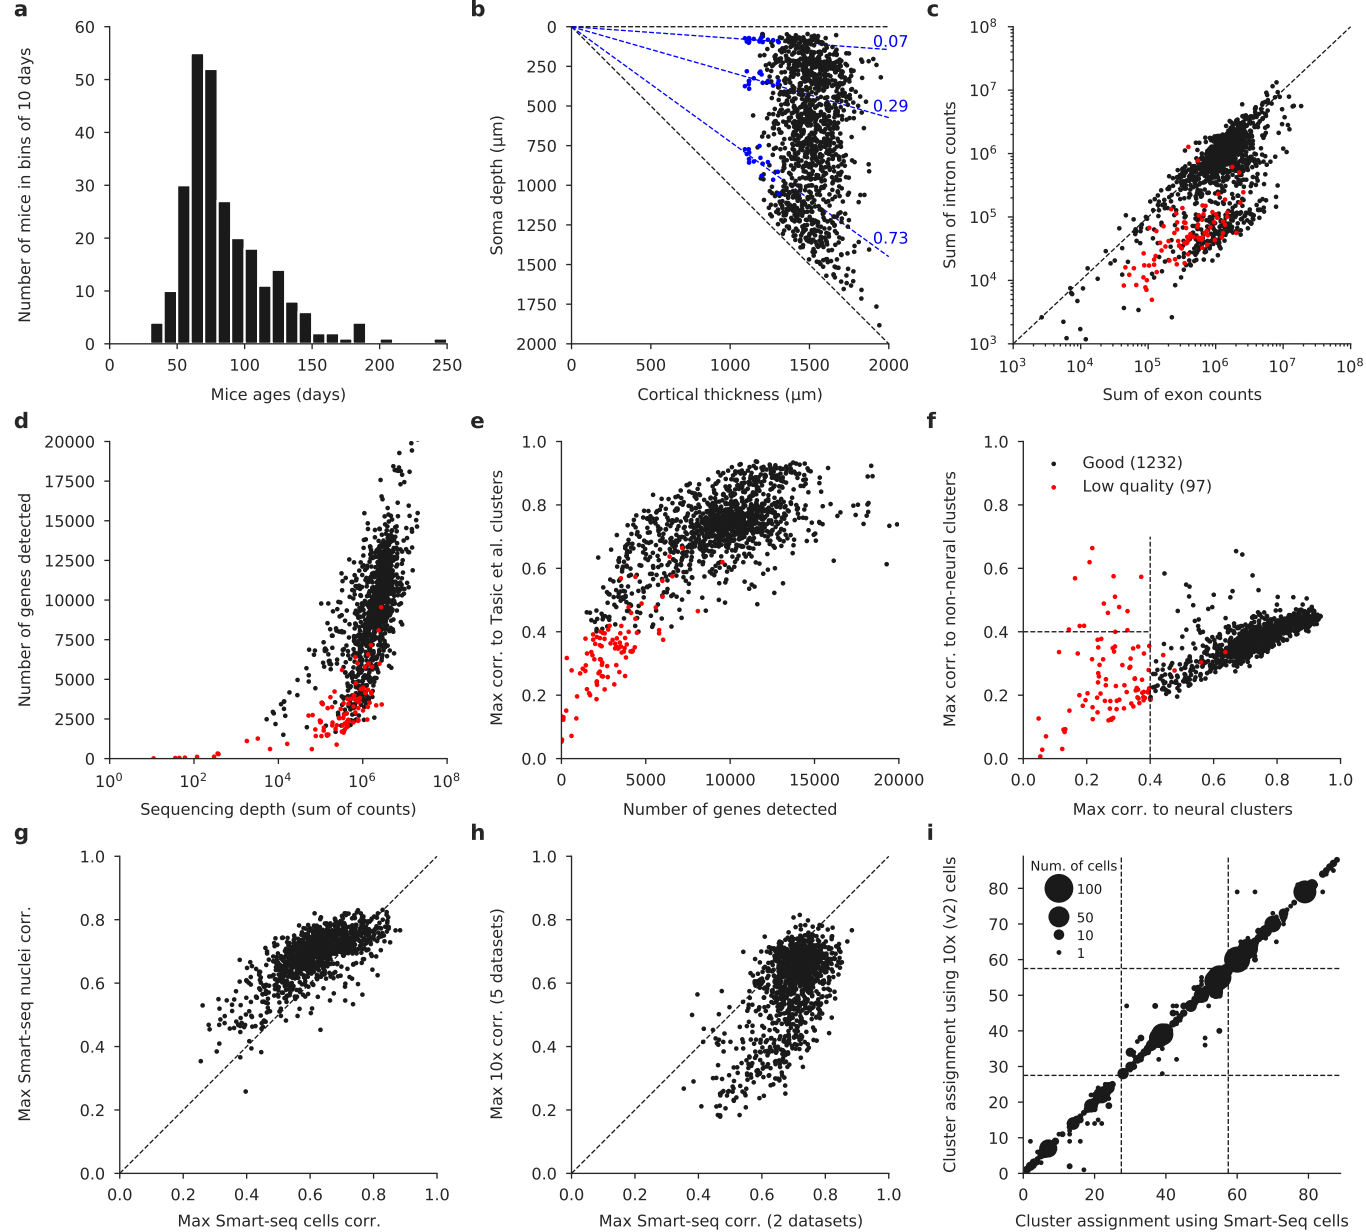 a
60
50
40
30
20
10
0
Number of mice in bins of 10 days
0 50 100 150 200 250
Mice ages (days)
b
0
250
500
750
1000
1250
1500
1750
2000
Soma depth (µm)
0.07
0.29
0.73
0 500 1000 1500 2000
Cortical thickness (µm)
c
10⁸
10⁷
10⁶
10⁵
10⁴
10³
Sum of intron counts
10³ 10⁴ 10⁵ 10⁶ 10⁷ 10⁸
Sum of exon counts
d
20000
17500
15000
12500
10000
7500
5000
2500
0
Number of genes detected
10⁰ 10² 10⁴ 10⁶ 10⁸
Sequencing depth (sum of counts)
e
1.0
0.8
0.6
0.4
0.2
0.0
Max corr. to Tasic et al. clusters
0 5000 10000 15000 20000
Number of genes detected
f
1.0
0.8
0.6
0.4
0.2
0.0
Max corr. to non-neural clusters
Good (1232)
Low quality (97)
0.0 0.2 0.4 0.6 0.8 1.0
Max corr. to neural clusters
g
1.0
0.8
0.6
0.4
0.2
0.0
Max Smart-seq nuclei corr.
0.0 0.2 0.4 0.6 0.8 1.0
Max Smart-seq cells corr.
h
1.0
0.8
0.6
0.4
0.2
0.0
Max 10x corr. (5 datasets)
0.0 0.2 0.4 0.6 0.8 1.0
Max Smart-seq corr. (2 datasets)
i
80
70
60
50
40
30
20
10
0
Cluster assignment using 10x (v2) cells
Num. of cells
100
50
10
1
0 20 40 60 80
Cluster assignment using Smart-Seq cells